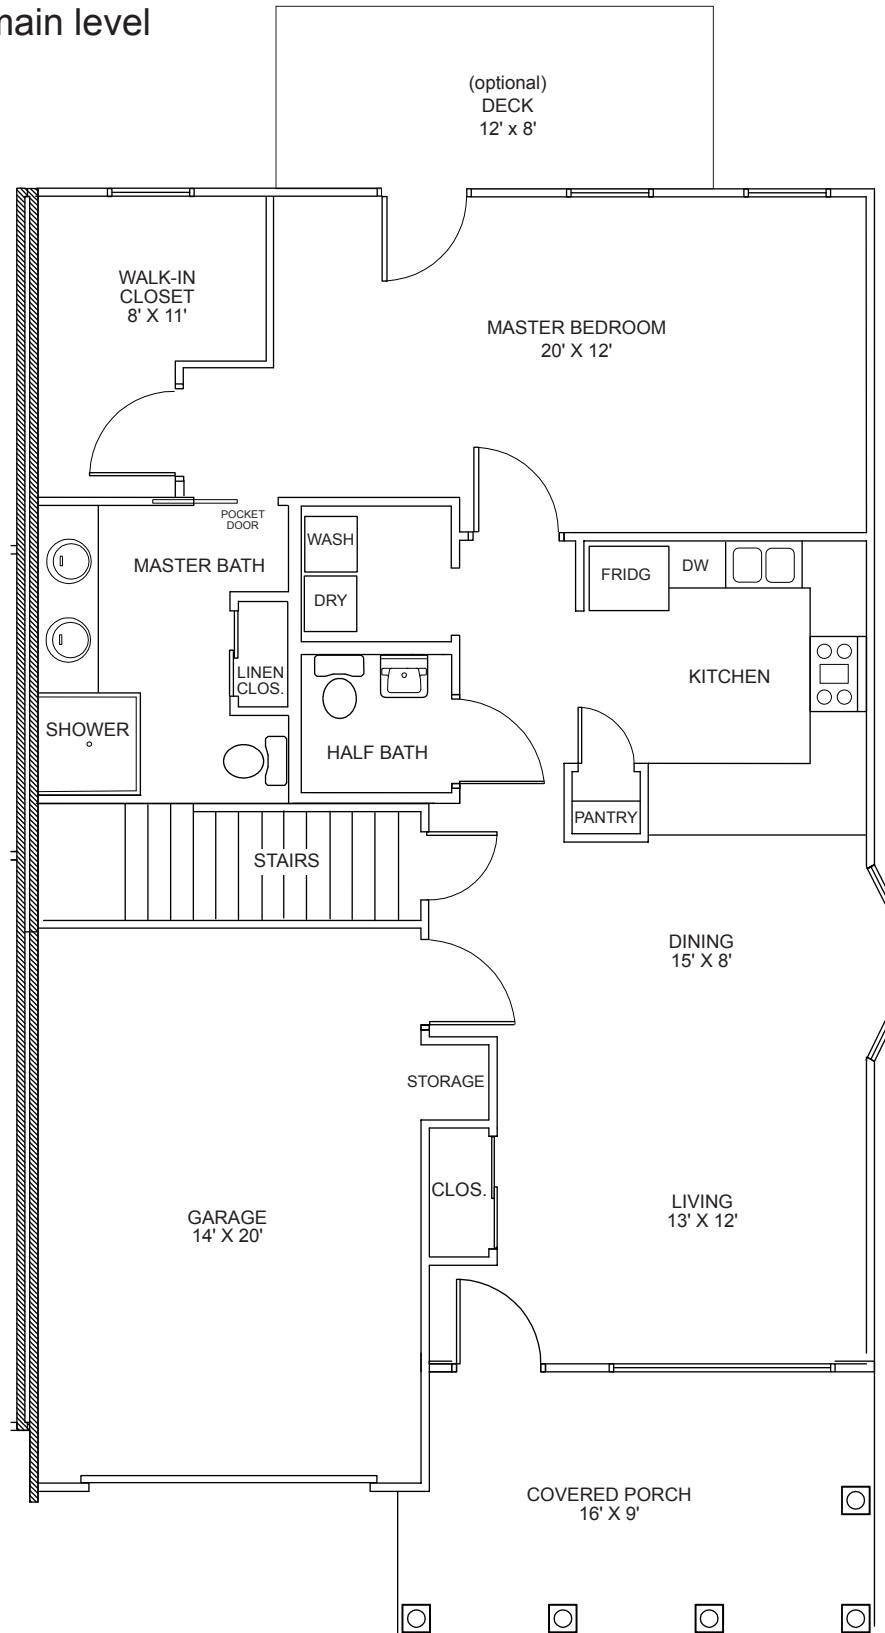 main level
(optional)
DECK
12' x 8'
WALK-IN
CLOSET
8' X 11'
MASTER BEDROOM
20' X 12'
POCKET
DOOR
MASTER BATH
WASH
DRY
FRIDG
DW
LINEN
CLOS.
KITCHEN
SHOWER
HALF BATH
PANTRY
STAIRS
DINING
15' X 8'
STORAGE
CLOS.
LIVING
13' X 12'
GARAGE
14' X 20'
COVERED PORCH
16' X 9'